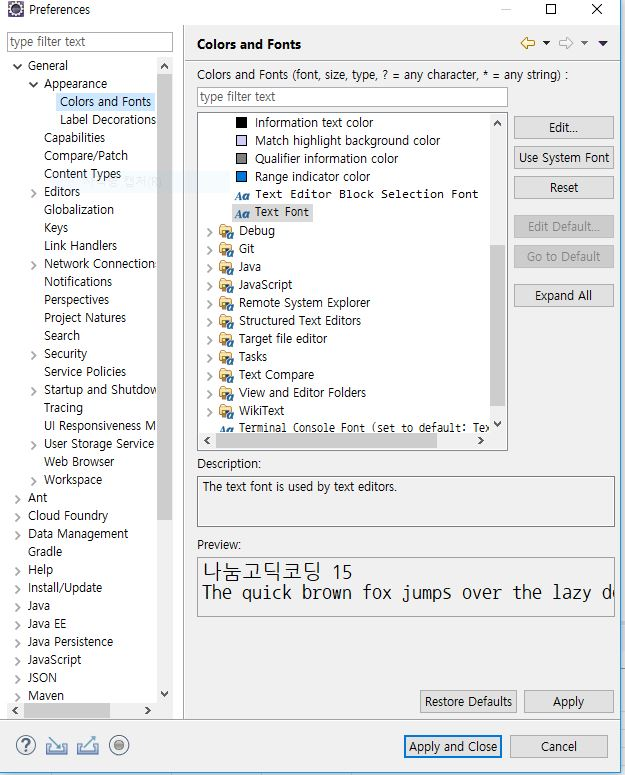 Preferences
type filter text
General
Appearance
Colors and Fonts
Label Decorations
Capabilities
Compare/Patch
Content Types
Editors
Globalization
Keys
Link Handlers
Network Connection
Notifications
Perspectives
Project Natures
Search
Security
Service Policies
Startup and Shutdow
Tracing
UI Responsiveness M
User Storage Service
Web Browser
Workspace
Ant
Cloud Foundry
Data Management
Gradle
Help
Install/Update
Java
Java EE
Java Persistence
JavaScript
JSON
Maven
Colors and Fonts
Colors and Fonts (font, size, type, ? = any character, * = any string) :
type filter text
Information text color
Match highlight background color
Qualifier information color
Range indicator color
Text Editor Block Selection Font
Text Font
Debug
Git
Java
JavaScript
Remote System Explorer
Structured Text Editors
Target file editor
Tasks
Text Compare
View and Editor Folders
WikiText
Terminal Console Font (set to default: Tex
Edit...
Use System Font
Reset
Edit Default...
Go to Default
Expand All
Description:
The text font is used by text editors.
Preview:
나눔고딕코딩 15
The quick brown fox jumps over the lazy do
Restore Defaults
Apply
Apply and Close
Cancel